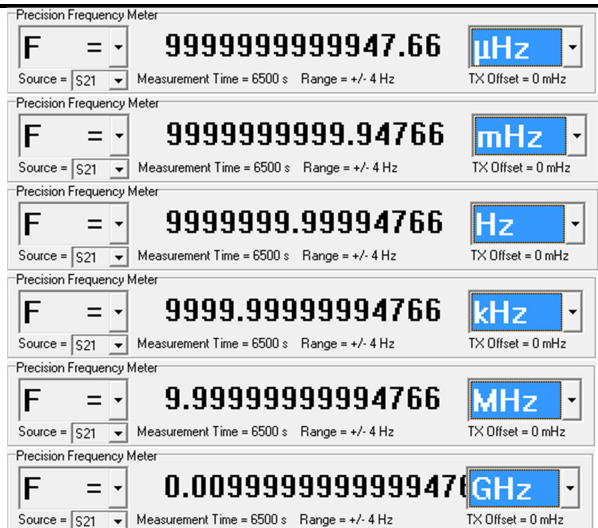 Precision Frequency Meter
F = 9999999999947.66 µHz
Source = S21 Measurement Time = 6500 s Range = +/- 4 Hz TX Offset = 0 mHz
Precision Frequency Meter
F = 9999999999.94766 mHz
Source = S21 Measurement Time = 6500 s Range = +/- 4 Hz TX Offset = 0 mHz
Precision Frequency Meter
F = 9999999.99994766 Hz
Source = S21 Measurement Time = 6500 s Range = +/- 4 Hz TX Offset = 0 mHz
Precision Frequency Meter
F = 9999.99999994766 kHz
Source = S21 Measurement Time = 6500 s Range = +/- 4 Hz TX Offset = 0 mHz
Precision Frequency Meter
F = 9.99999999994766 MHz
Source = S21 Measurement Time = 6500 s Range = +/- 4 Hz TX Offset = 0 mHz
Precision Frequency Meter
F = 0.0099999999999476 GHz
Source = S21 Measurement Time = 6500 s Range = +/- 4 Hz TX Offset = 0 mHz